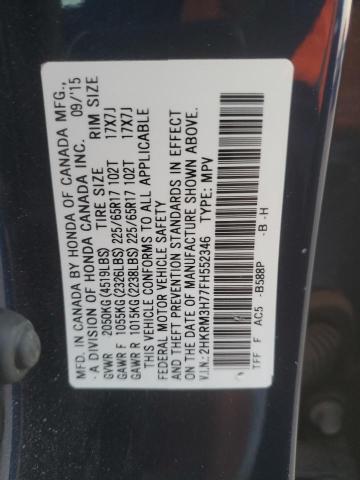 MFD. IN CANADA BY HONDA OF CANADA MFG.,
- A DIVISION OF HONDA CANADA INC. 09/'15
TIRE SIZE RIM SIZE
GVWR 2050KG(4519LBS)
GAWR F 1055KG(2326LBS)225/65R17 102T 17X7J
GAWR R 1015KG(2238LBS)225/65R17 102T 17X7J
THIS VEHICLE CONFORMS TO ALL APPLICABLE
FEDERAL MOTOR VEHICLE SAFETY
AND THEFT PREVENTION STANDARDS IN EFFECT
ON THE DATE OF MANUFACTURE SHOWN ABOVE.
V.I.N.:2HKRM3H77FH552346 TYPE: MPV
TFF F AC5 -B588P -B -H